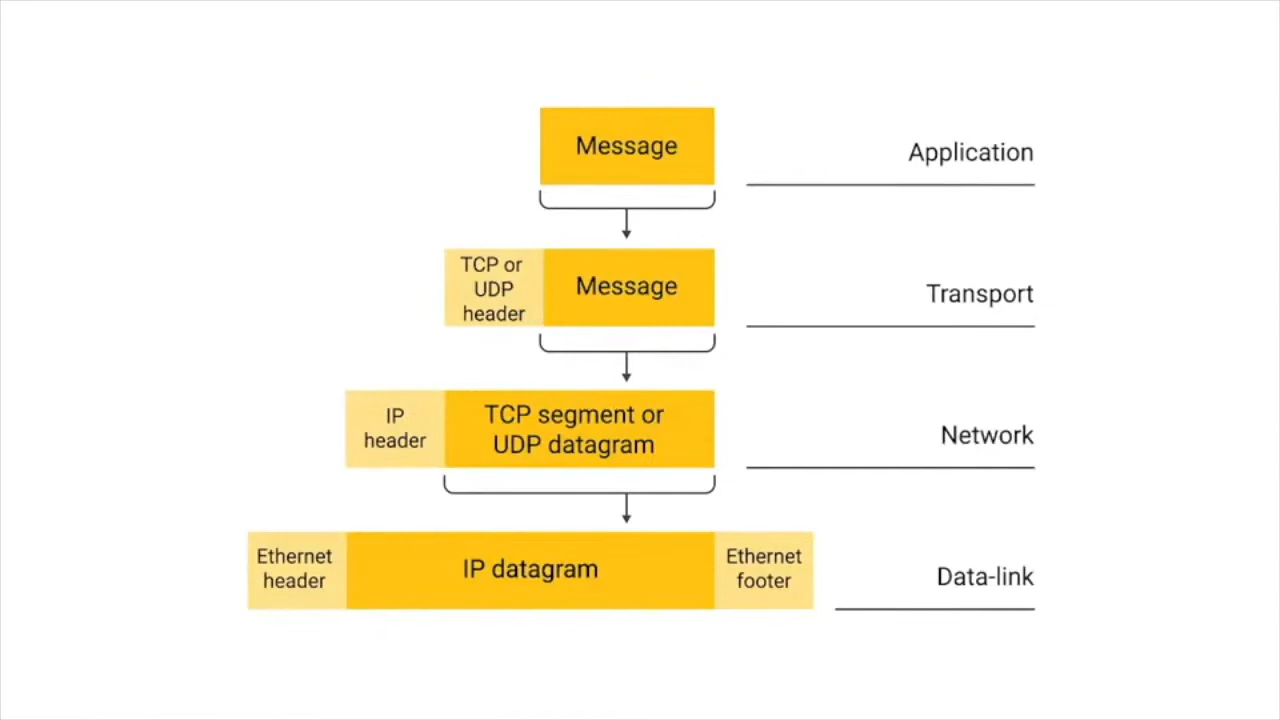 Message
Application
TCP or
UDP
header
Message
Transport
IP
header
TCP segment or
UDP datagram
Network
Ethernet
header
IP datagram
Ethernet
footer
Data-link